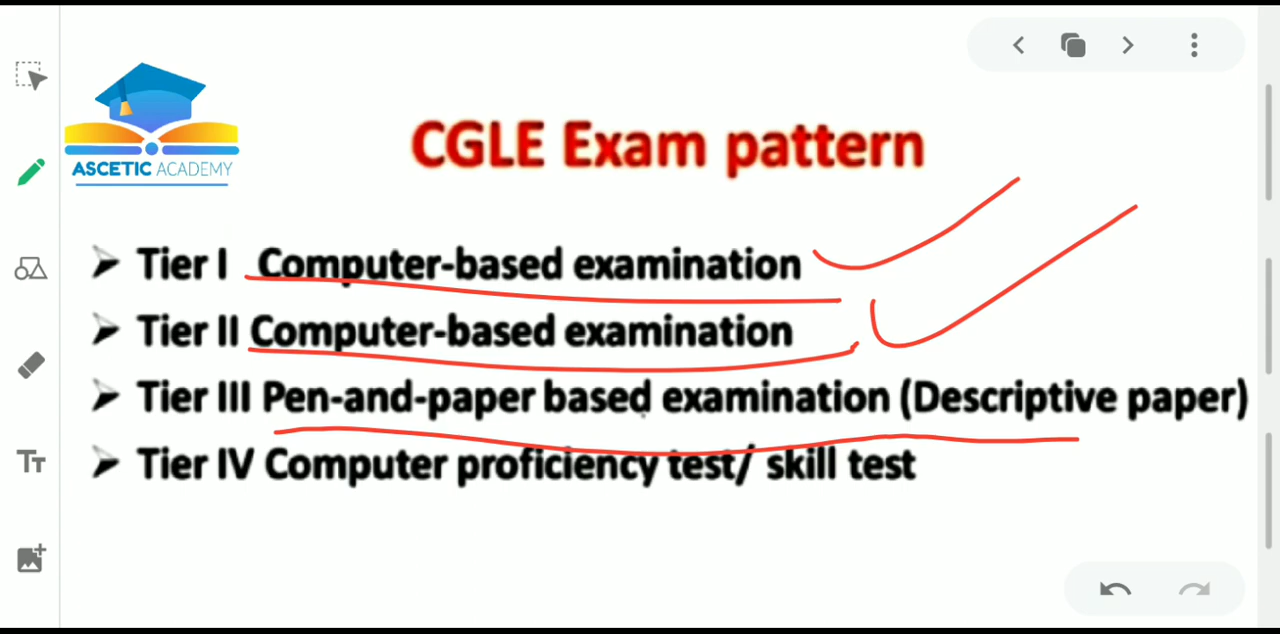 ASCETIC ACADEMY
CGLE Exam pattern
Tier I Computer-based examination
Tier II Computer-based examination
Tier III Pen-and-paper based examination (Descriptive paper)
Tier IV Computer proficiency test/ skill test
Tт